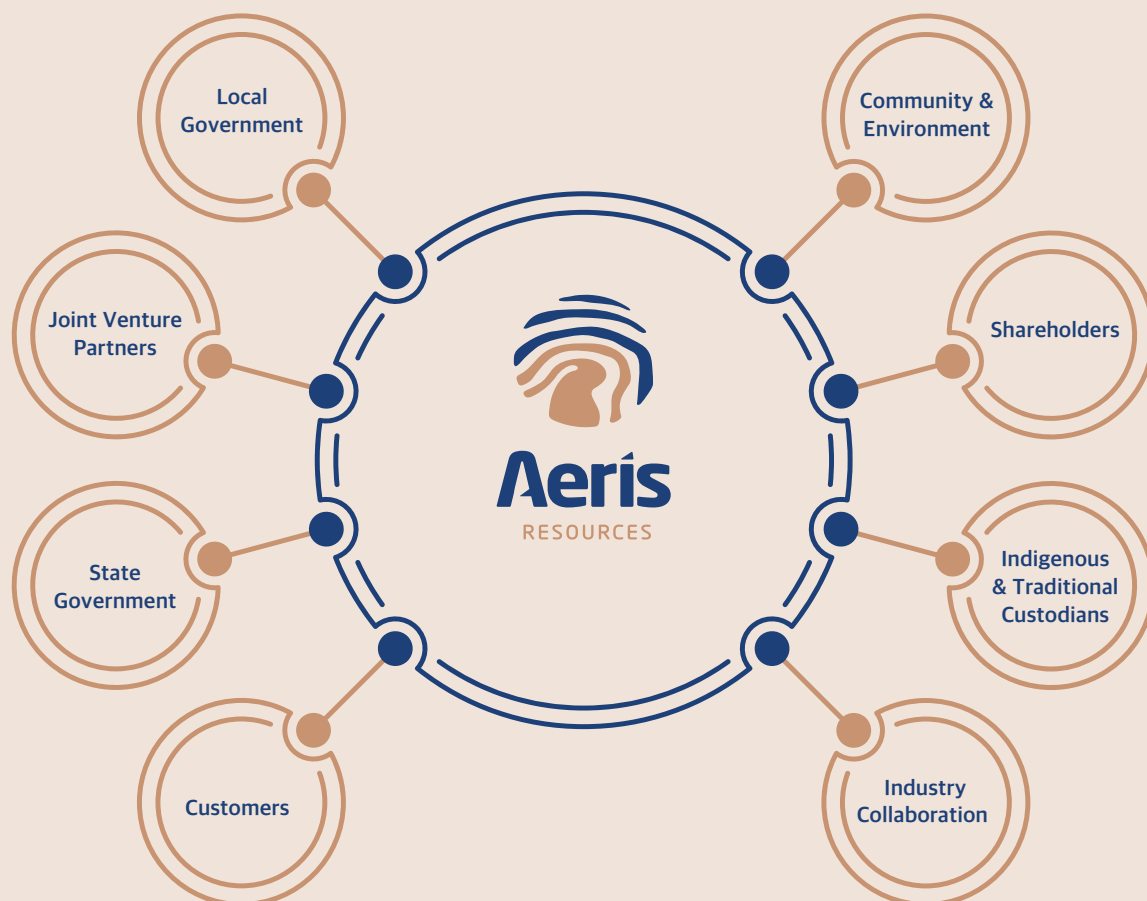 Local
Government
Community &
Environment
Joint Venture
Partners
Shareholders
Aeris
RESOURCES
State
Government
Indigenous
& Traditional
Custodians
Customers
Industry
Collaboration